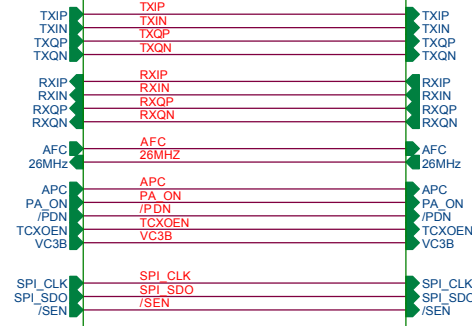 TXIP TXIP TXIP
TXIN TXIN TXIN
TXQP TXQP TXQP
TXQN TXQN TXQN
RXIP RXIP RXIP
RXIN RXIN RXIN
RXQP RXQP RXQP
RXQN RXQN RXQN
AFC AFC AFC
26MHz 26MHZ 26MHz
APC APC APC
PA_ON PA_ON PA_ON
/PDN /PDN /PDN
TCXOEN TCXOEN TCXOEN
VC3B VC3B VC3B
SPI_CLK SPI_CLK SPI_CLK
SPI_SDO SPI_SDO SPI_SDO
/SEN /SEN /SEN